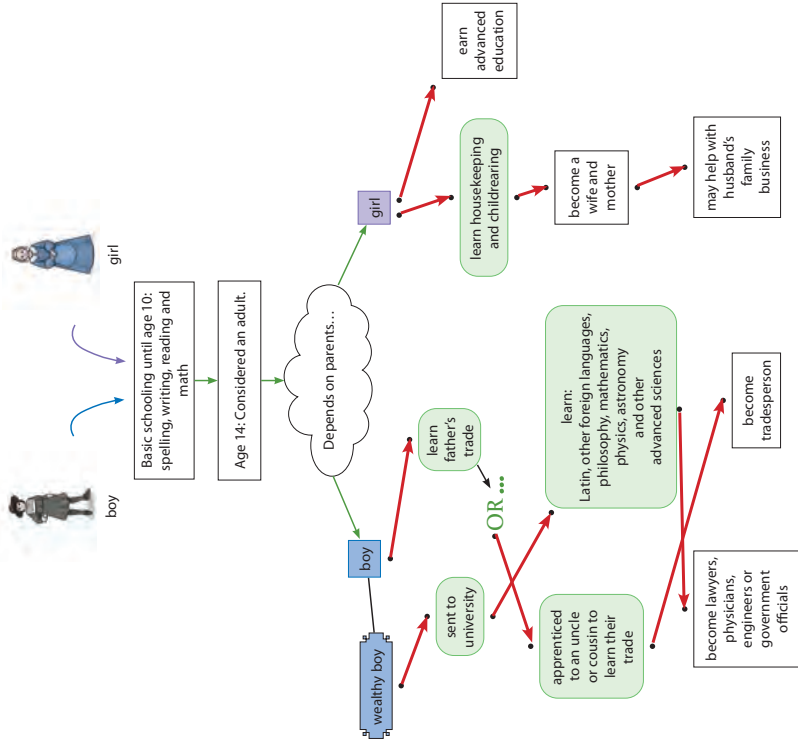 boy
girl
Basic schooling until age 10:
spelling, writing, reading and
math
Age 14: Considered an adult.
Depends on parents...
wealthy boy
boy
girl
sent to
university
learn
father's
trade
OR ...
apprenticed
to an uncle
or cousin to
learn their
trade
learn:
Latin, other foreign languages,
philosophy, mathematics,
physics, astronomy
and other
advanced sciences
become lawyers,
physicians,
engineers or
government
officials
become
tradesperson
learn housekeeping
and childrearing
earn
advanced
education
become a
wife and
mother
may help with
husband's
family
business